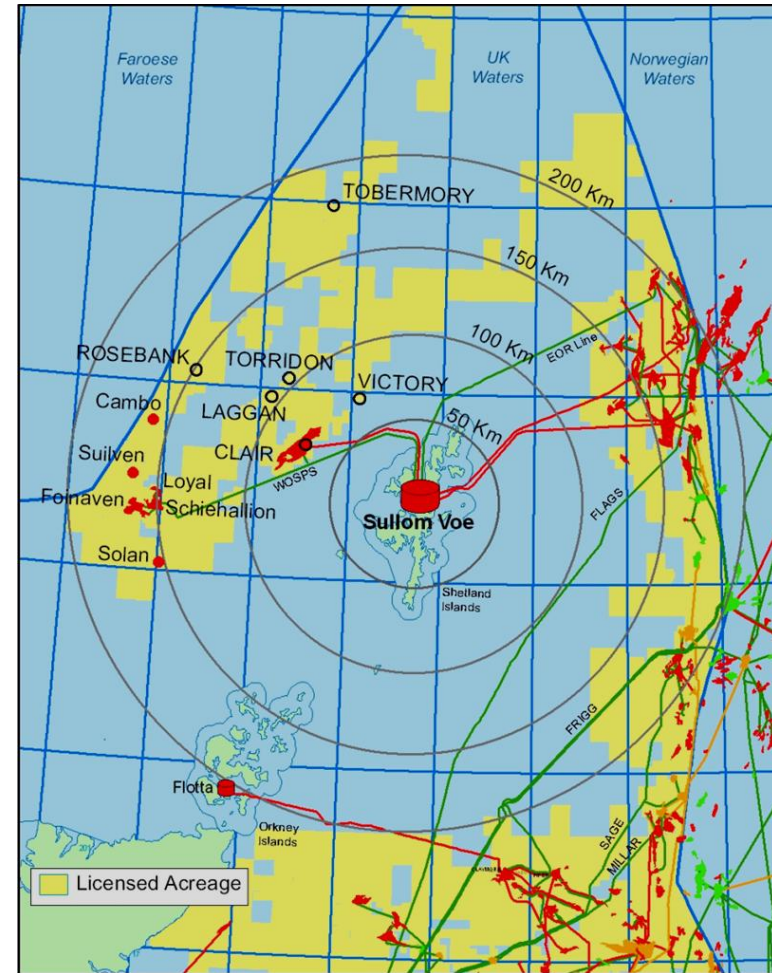 Faroese
Waters
UK
Waters
Norwegian
Waters
200 Km
TOBERMORY
150 Km
EOR Line
100 Km
ROSEBANK
TORRIDON
VICTORY
LAGGAN
Cambo
50 Km
CLAIR
WOSPS
Suilven
Loyal
Foinaven
Schiehallion
Sullom Voe
FLAGS
Solan
Shetland
Islands
FRIGG
Flotta
Orkney
Islands
SAGE
MILLAR
Licensed Acreage